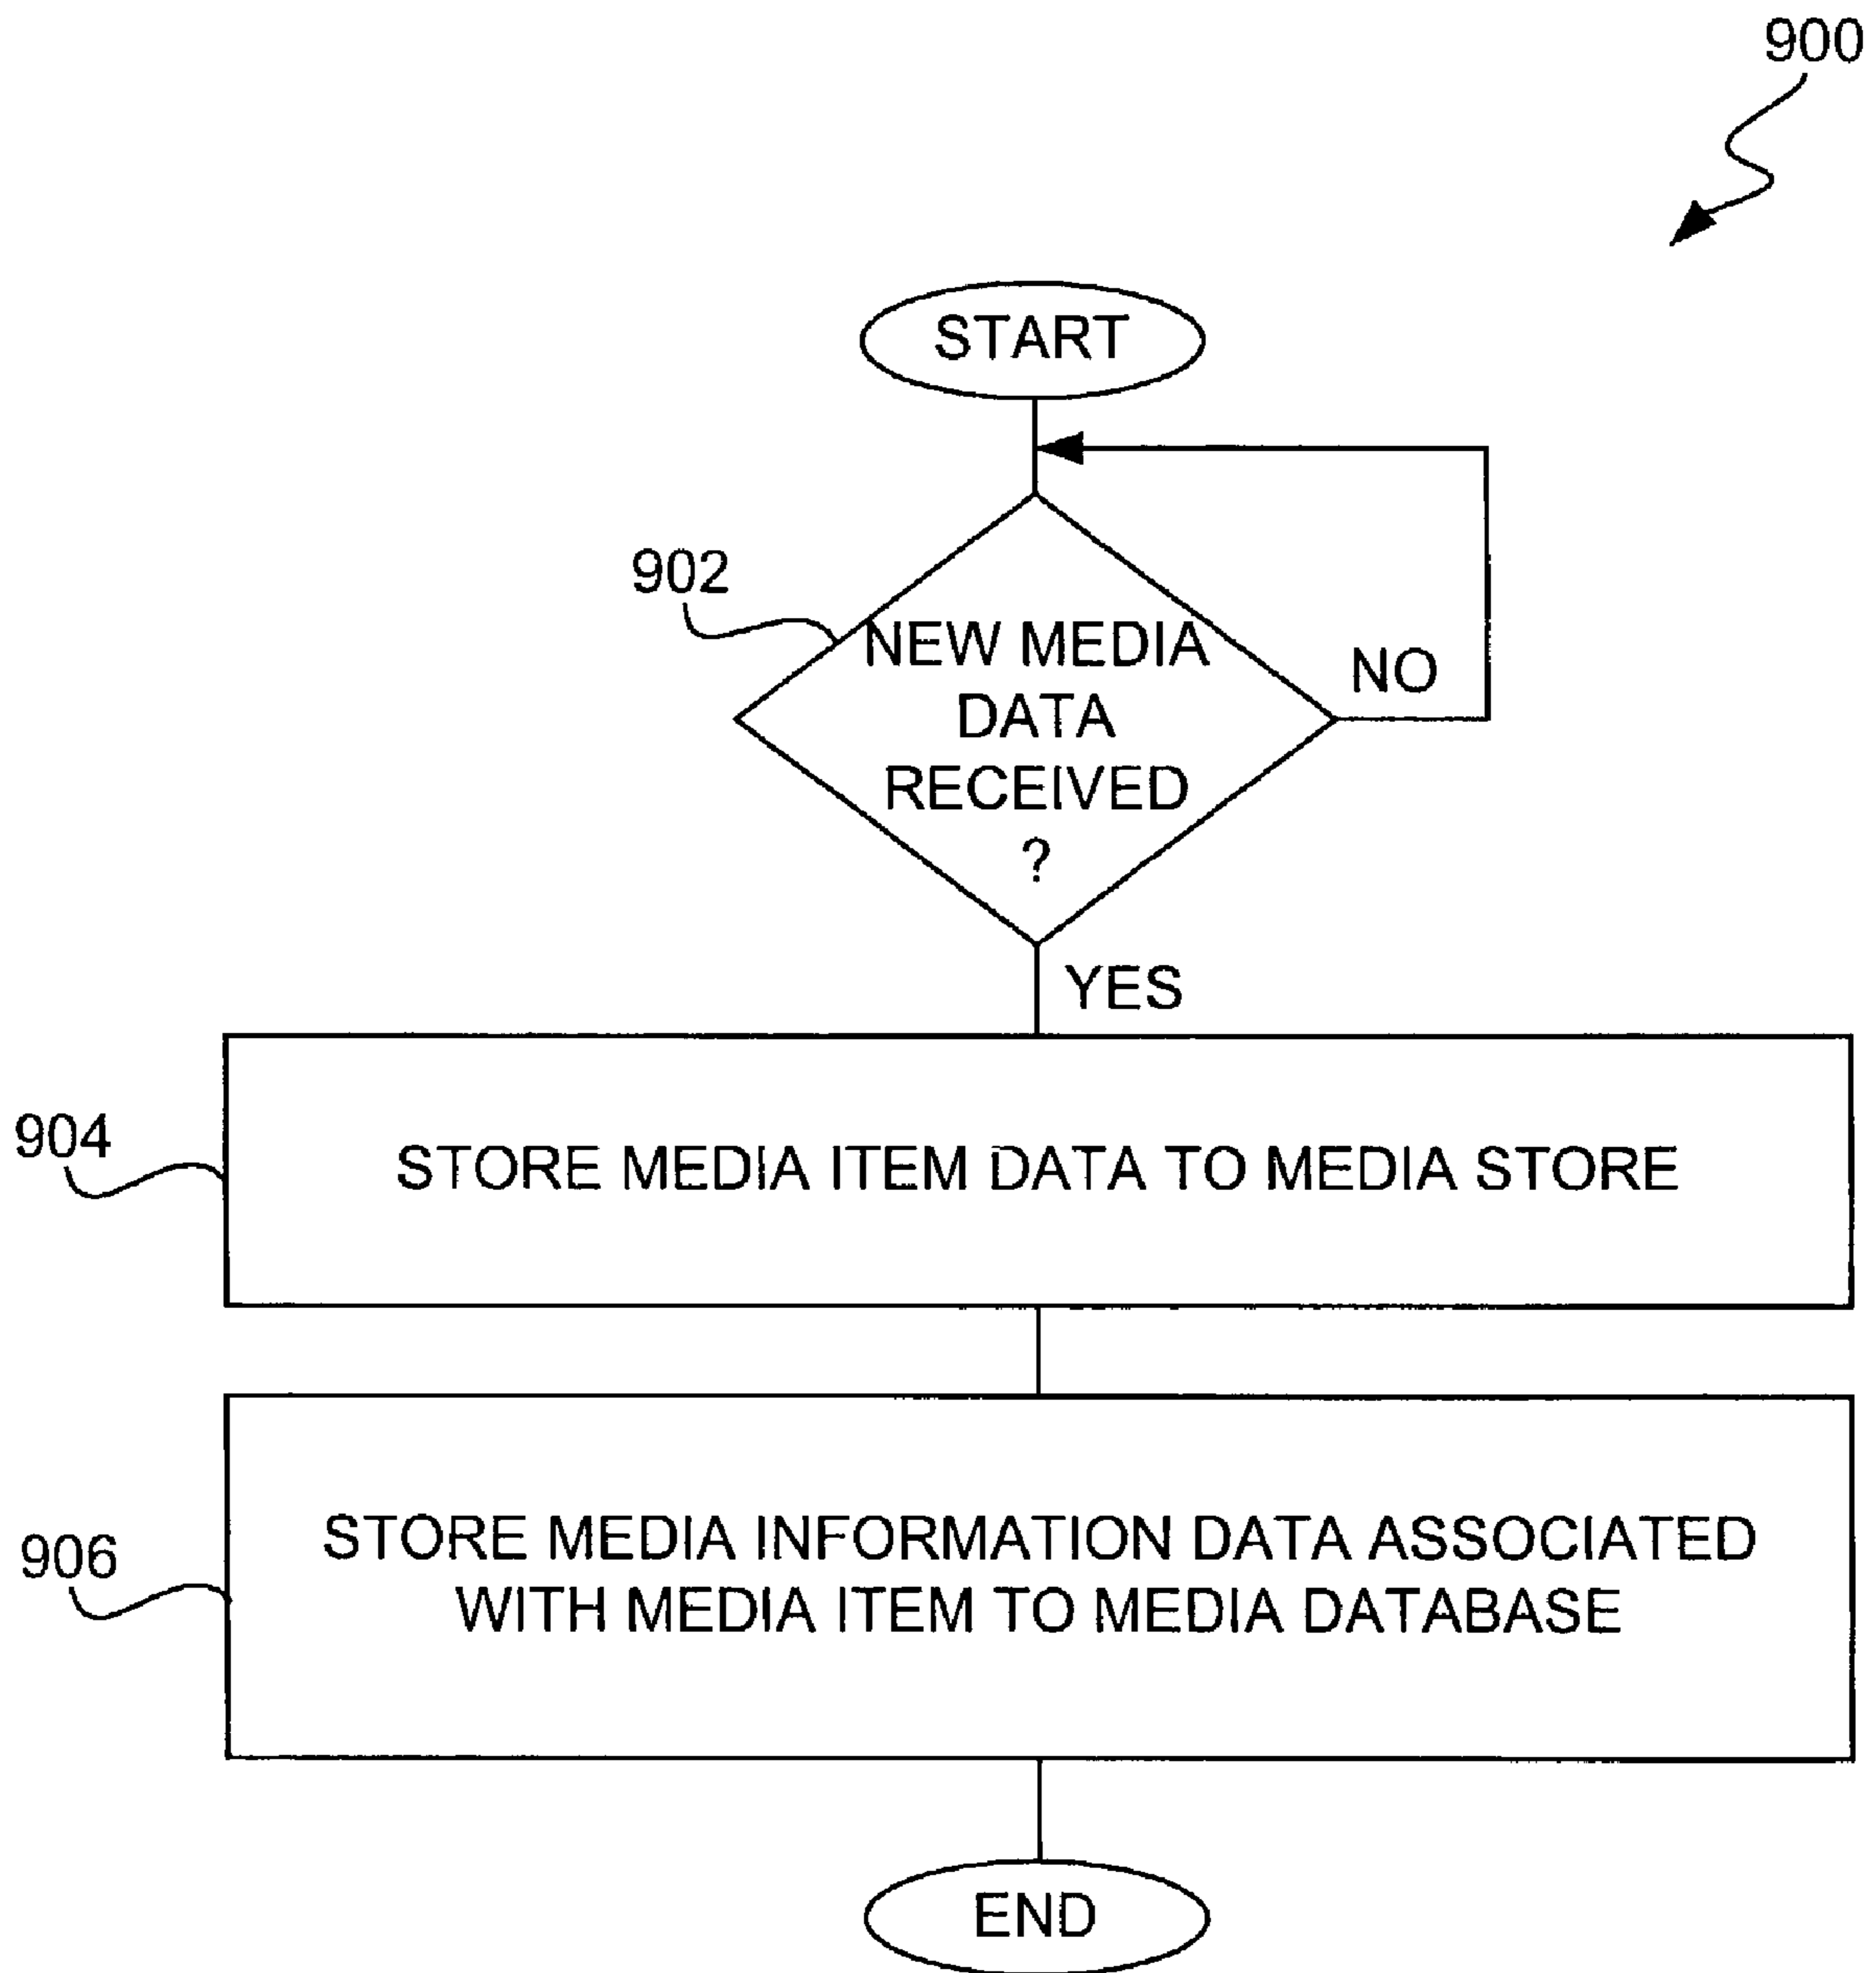 900
START
902
NEW MEDIA
DATA
RECEIVED
?
NO
YES
904
STORE MEDIA ITEM DATA TO MEDIA STORE
906
STORE MEDIA INFORMATION DATA ASSOCIATED
WITH MEDIA ITEM TO MEDIA DATABASE
END